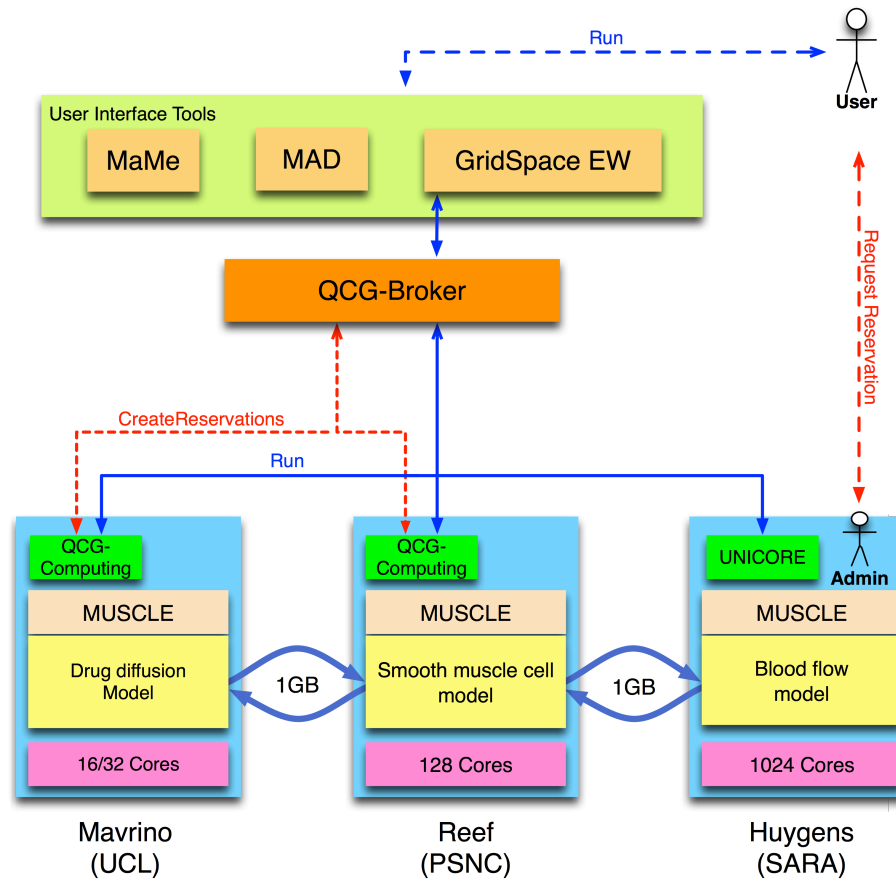 Run
User
User Interface Tools
MaMe
MAD
GridSpace EW
Request Reservation
QCG-Broker
CreateReservations
Run
QCG-
Computing
QCG-
Computing
UNICORE
Admin
MUSCLE
MUSCLE
MUSCLE
Drug diffusion
Model
1GB
Smooth muscle cell
model
1GB
Blood flow
model
16/32 Cores
128 Cores
1024 Cores
Mavrino
(UCL)
Reef
(PSNC)
Huygens
(SARA)